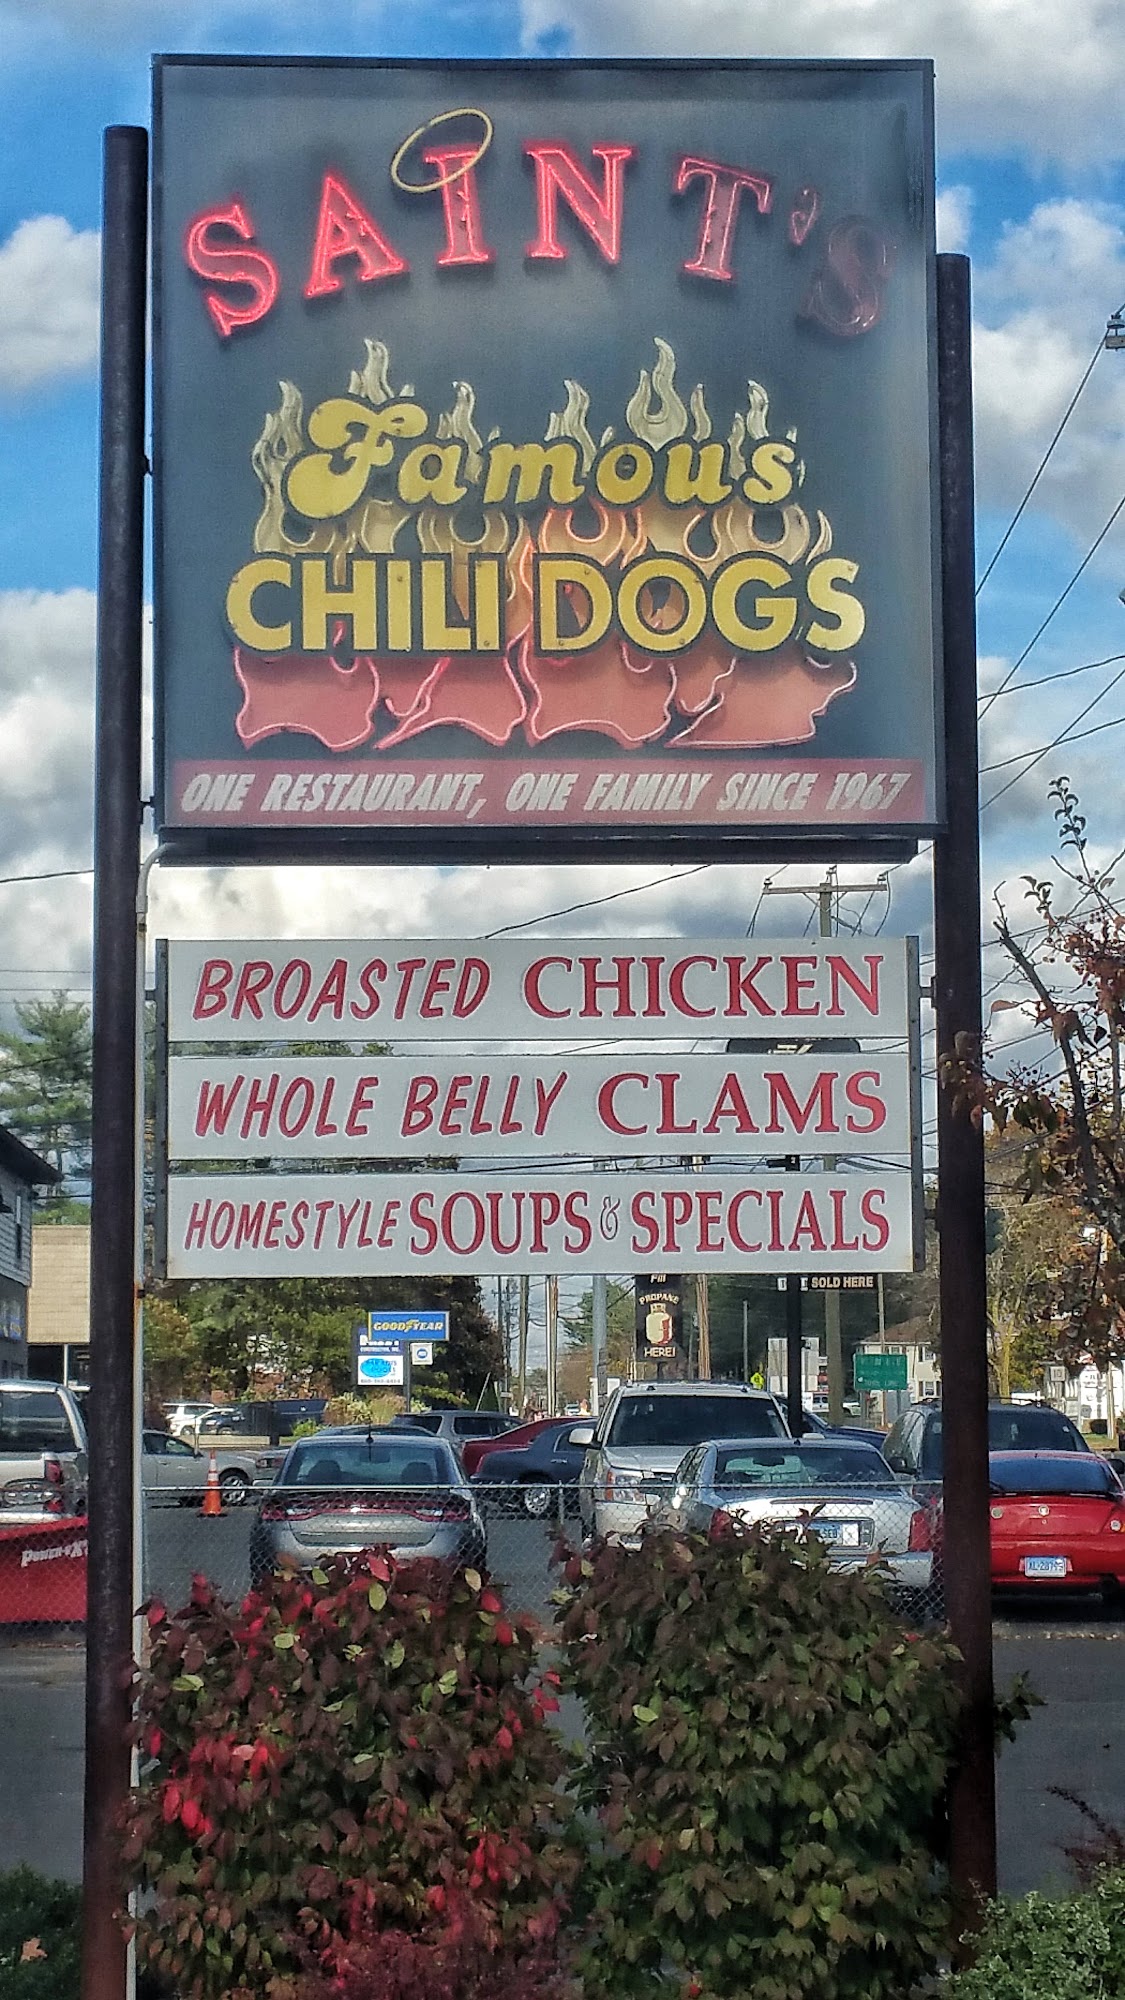 SAINT'S
Famous
CHILI DOGS
ONE RESTAURANT, ONE FAMILY SINCE 1967
BROASTED CHICKEN
WHOLE BELLY CLAMS
HOMESTYLE SOUPS & SPECIALS
SOLD HERE
Fill
PROPANE
HERE!
GOODYEAR